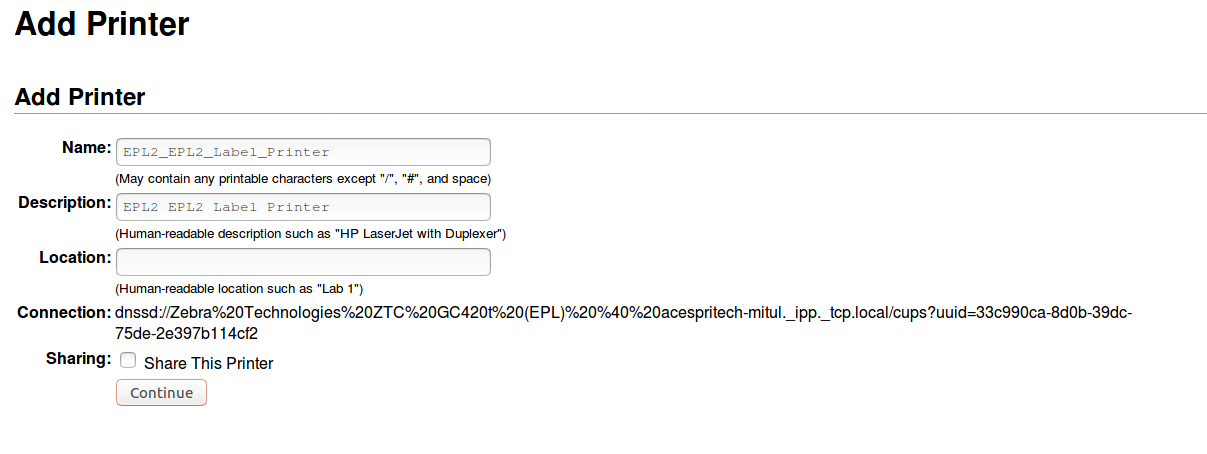 Add Printer
Add Printer
Name: EPL2_EPL2_Label_Printer
(May contain any printable characters except "/", "#", and space)
Description: EPL2 EPL2 Label Printer
(Human-readable description such as "HP LaserJet with Duplexer")
Location:
(Human-readable location such as "Lab 1")
Connection: dnssd://Zebra%20Technologies%20ZTC%20GC420t%20(EPL)%20%40%20acespritech-mitul._ipp._tcp.local/cups?uuid=33c990ca-8d0b-39dc-
75de-2e397b114cf2
Sharing: Share This Printer
Continue